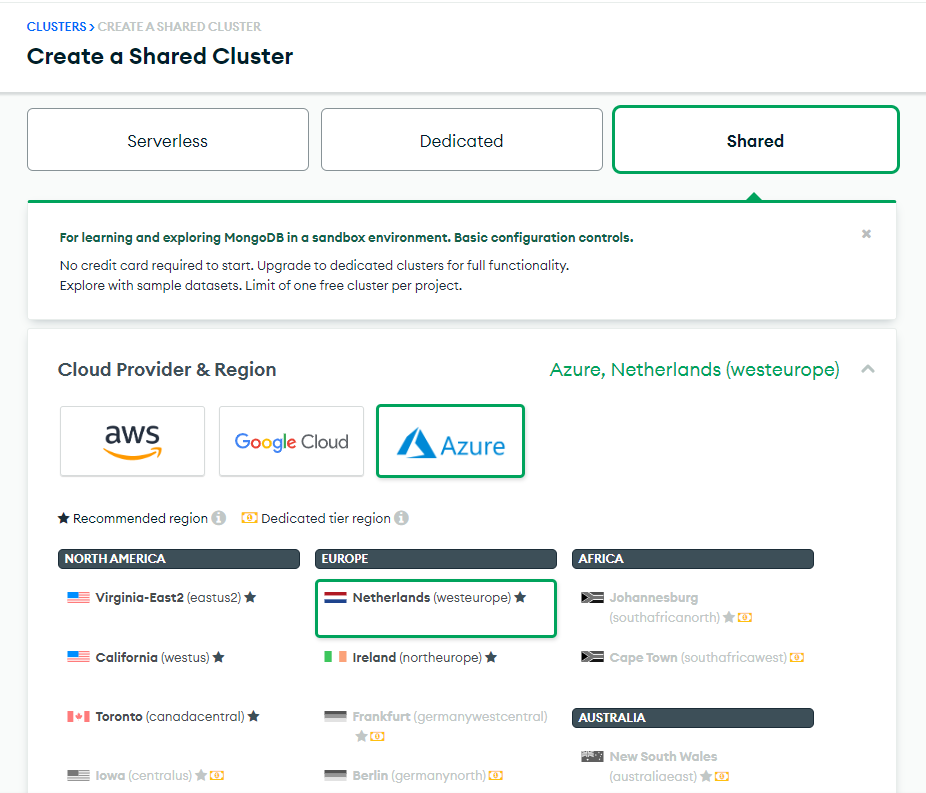 CLUSTERS > CREATE A SHARED CLUSTER
Create a Shared Cluster
Serverless
Dedicated
Shared
For learning and exploring MongoDB in a sandbox environment. Basic configuration controls.
No credit card required to start. Upgrade to dedicated clusters for full functionality.
Explore with sample datasets. Limit of one free cluster per project.
Cloud Provider & Region
Azure, Netherlands (westeurope)
aws
Google Cloud
Azure
★ Recommended region
Dedicated tier region
NORTH AMERICA
Virginia-East2 (eastus2) ★
California (westus) ★
Toronto (canadacentral) ★
Iowa (centralus) ★
EUROPE
Netherlands (westeurope) ★
Ireland (northeurope) ★
Frankfurt (germanywestcentral)
★
Berlin (germanynorth)
AFRICA
Johannesburg
(southafricanorth) ★
Cape Town (southafricawest)
AUSTRALIA
New South Wales
(australiaeast) ★